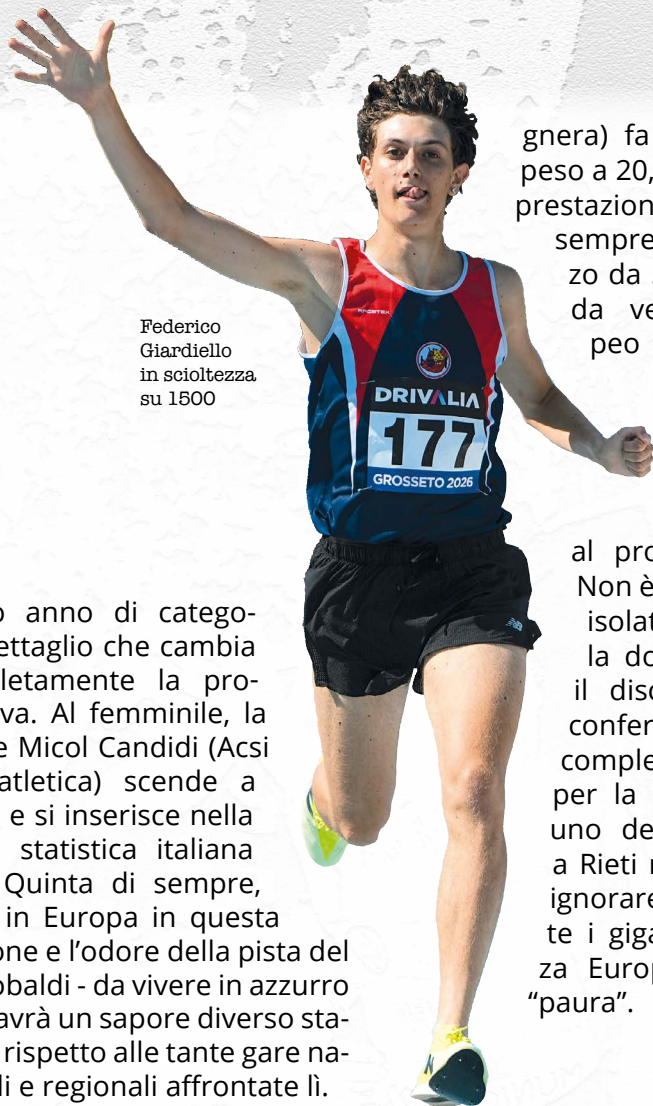 Federico
Giardiello
in scioltezza
su 1500
RACETEK
DRIVALIA
177
GROSSETO 2026
anno di catego-
ettaglio che cambia
letamente la pro-
va. Al femminile, la
e Micol Candidi (Acsi
atletica) scende a
e si inserisce nella
statistica italiana
Quinta di sempre,
in Europa in questa
one e l’odore della pista del
obaldi - da vivere in azzurro
avrà un sapore diverso sta-
rispetto alle tante gare na-
li e regionali affrontate lì.
gnera) fa
peso a 20,
prestazion
sempre
zo da
da ve
peo
al pro
Non è
isolat
la do
il disc
confer
comple
per la
uno de
a Rieti
ignorare
te i giga
za Europ
“paura”.